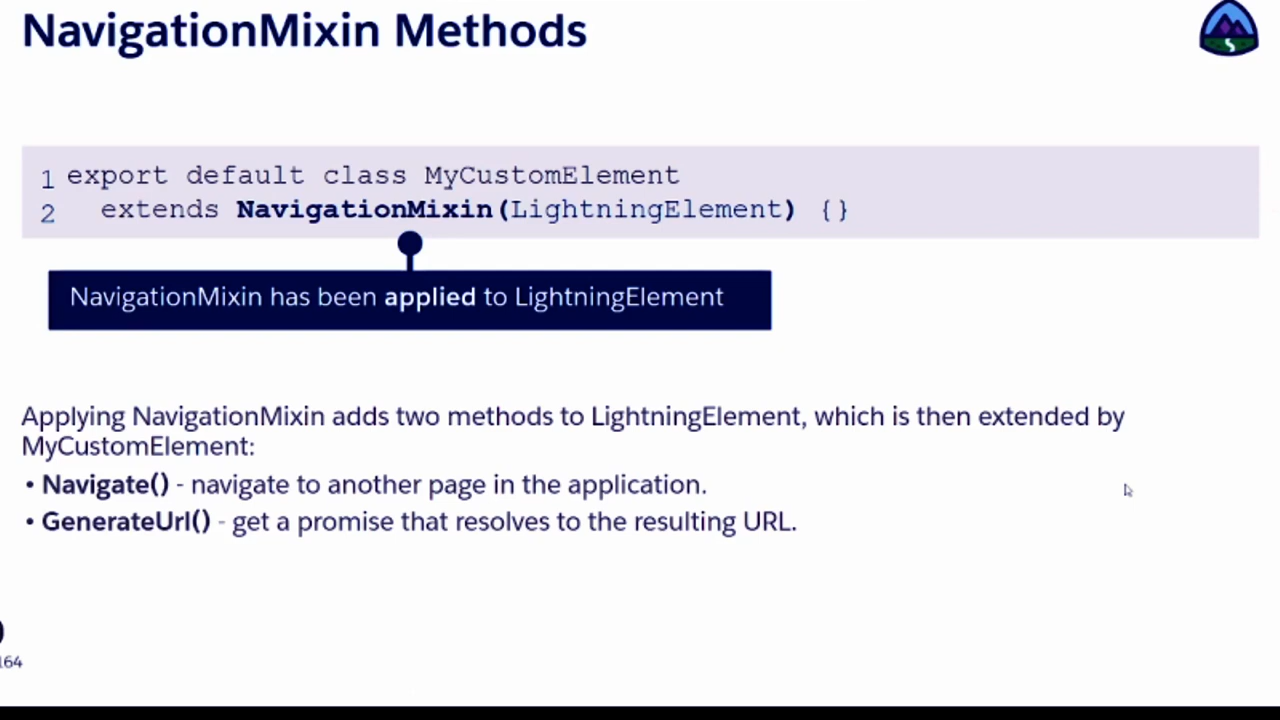 NavigationMixin Methods
1 export default class MyCustomElement
2 extends NavigationMixin(LightningElement) {}
NavigationMixin has been applied to LightningElement
Applying NavigationMixin adds two methods to LightningElement, which is then extended by
MyCustomElement:
• Navigate() - navigate to another page in the application.
• GenerateUrl() - get a promise that resolves to the resulting URL.
164